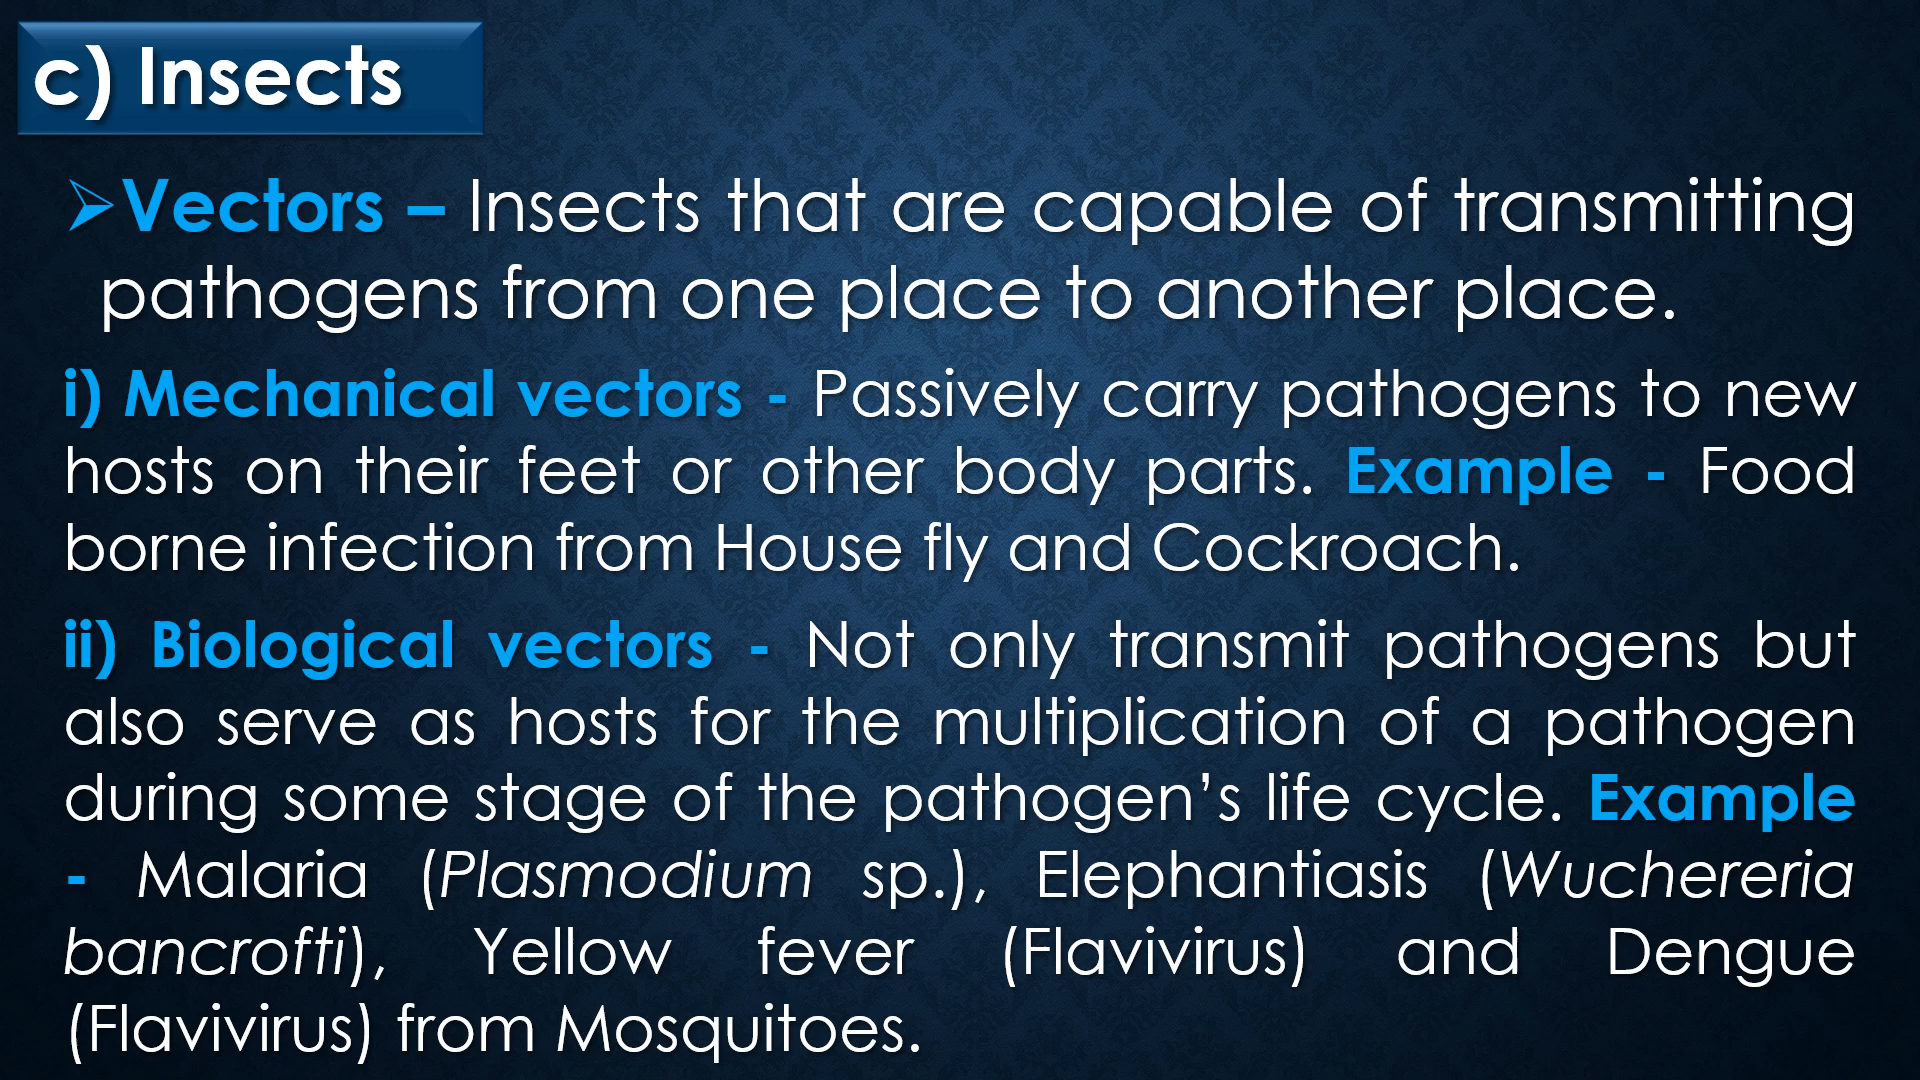 c) Insects
➢Vectors – Insects that are capable of transmitting
pathogens from one place to another place.
i) Mechanical vectors - Passively carry pathogens to new
hosts on their feet or other body parts. Example - Food
borne infection from House fly and Cockroach.
ii) Biological vectors - Not only transmit pathogens but
also serve as hosts for the multiplication of a pathogen
during some stage of the pathogen’s life cycle. Example
- Malaria (Plasmodium sp.), Elephantiasis (Wuchereria
bancrofti), Yellow fever (Flavivirus) and Dengue
(Flavivirus) from Mosquitoes.